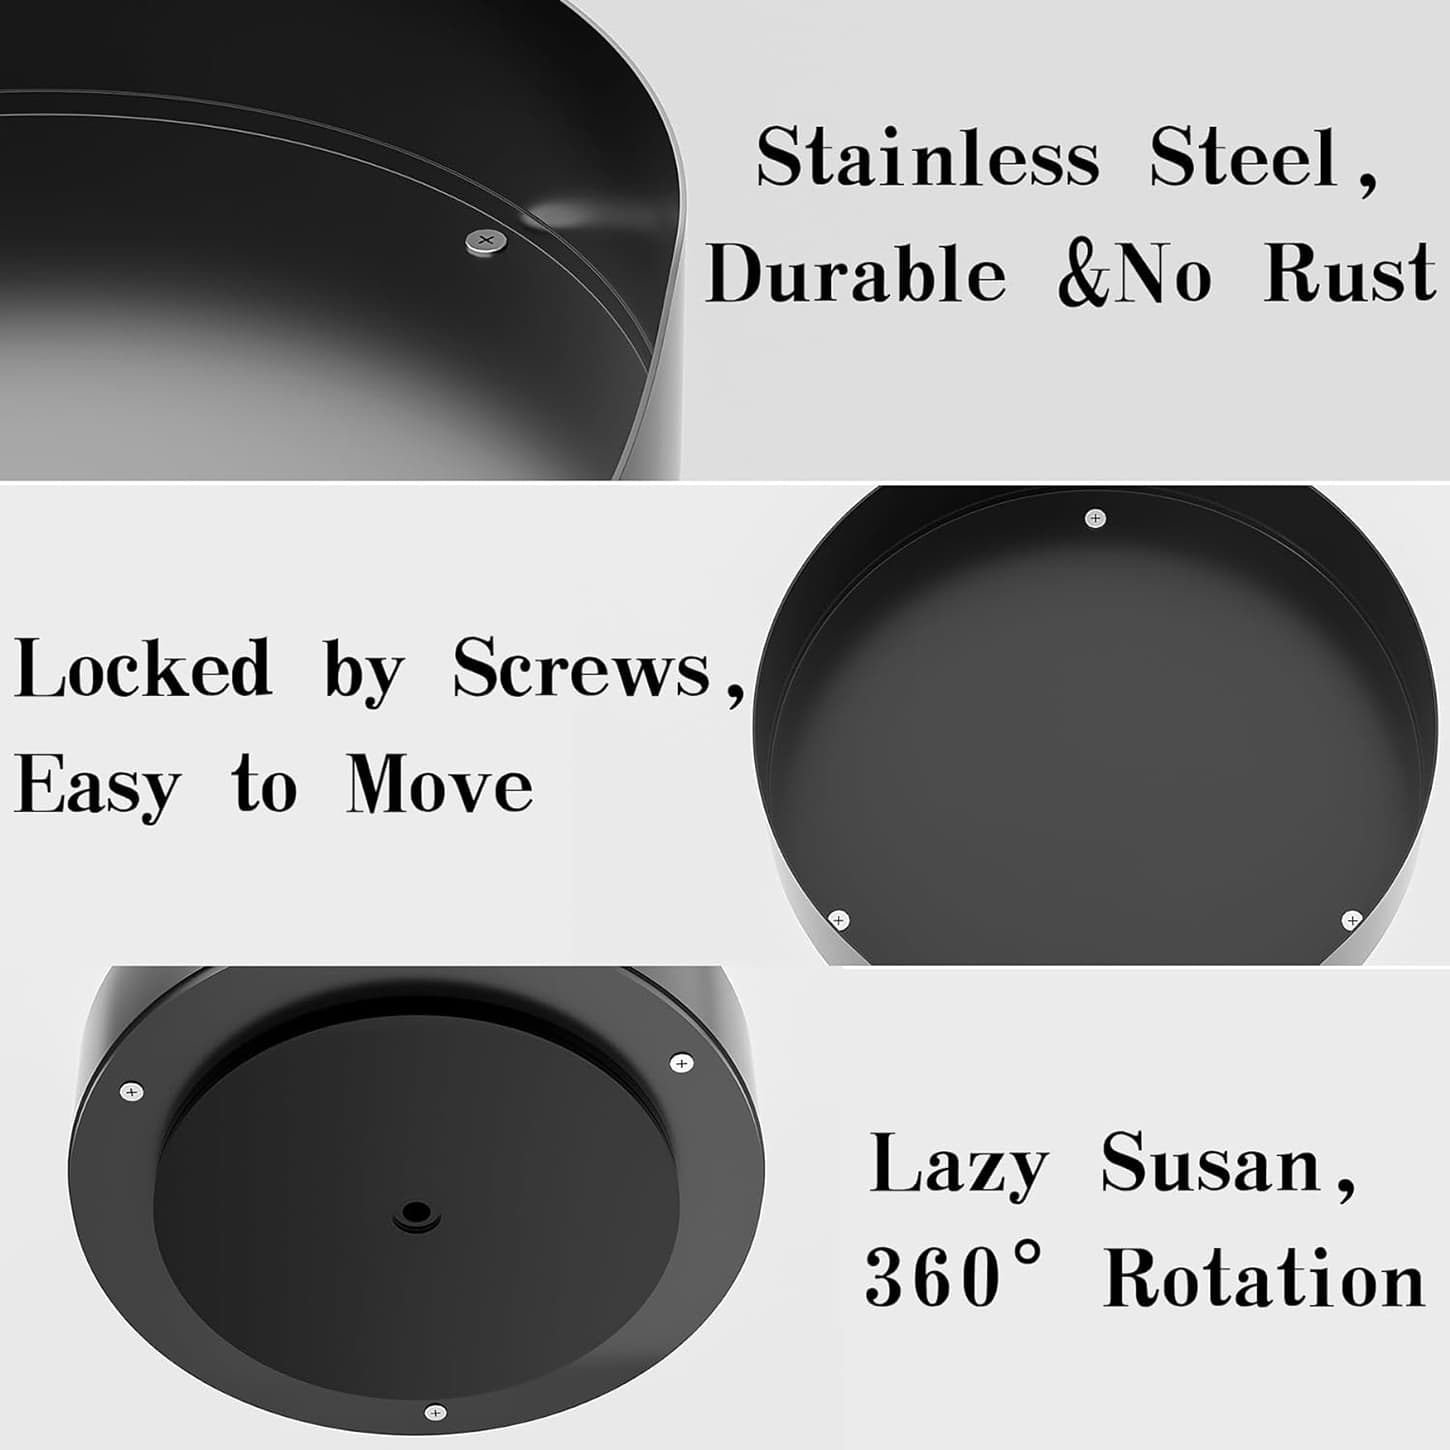 Stainless Steel,
Durable &No Rust
Locked by Screws,
Easy to Move
Lazy Susan,
360° Rotation